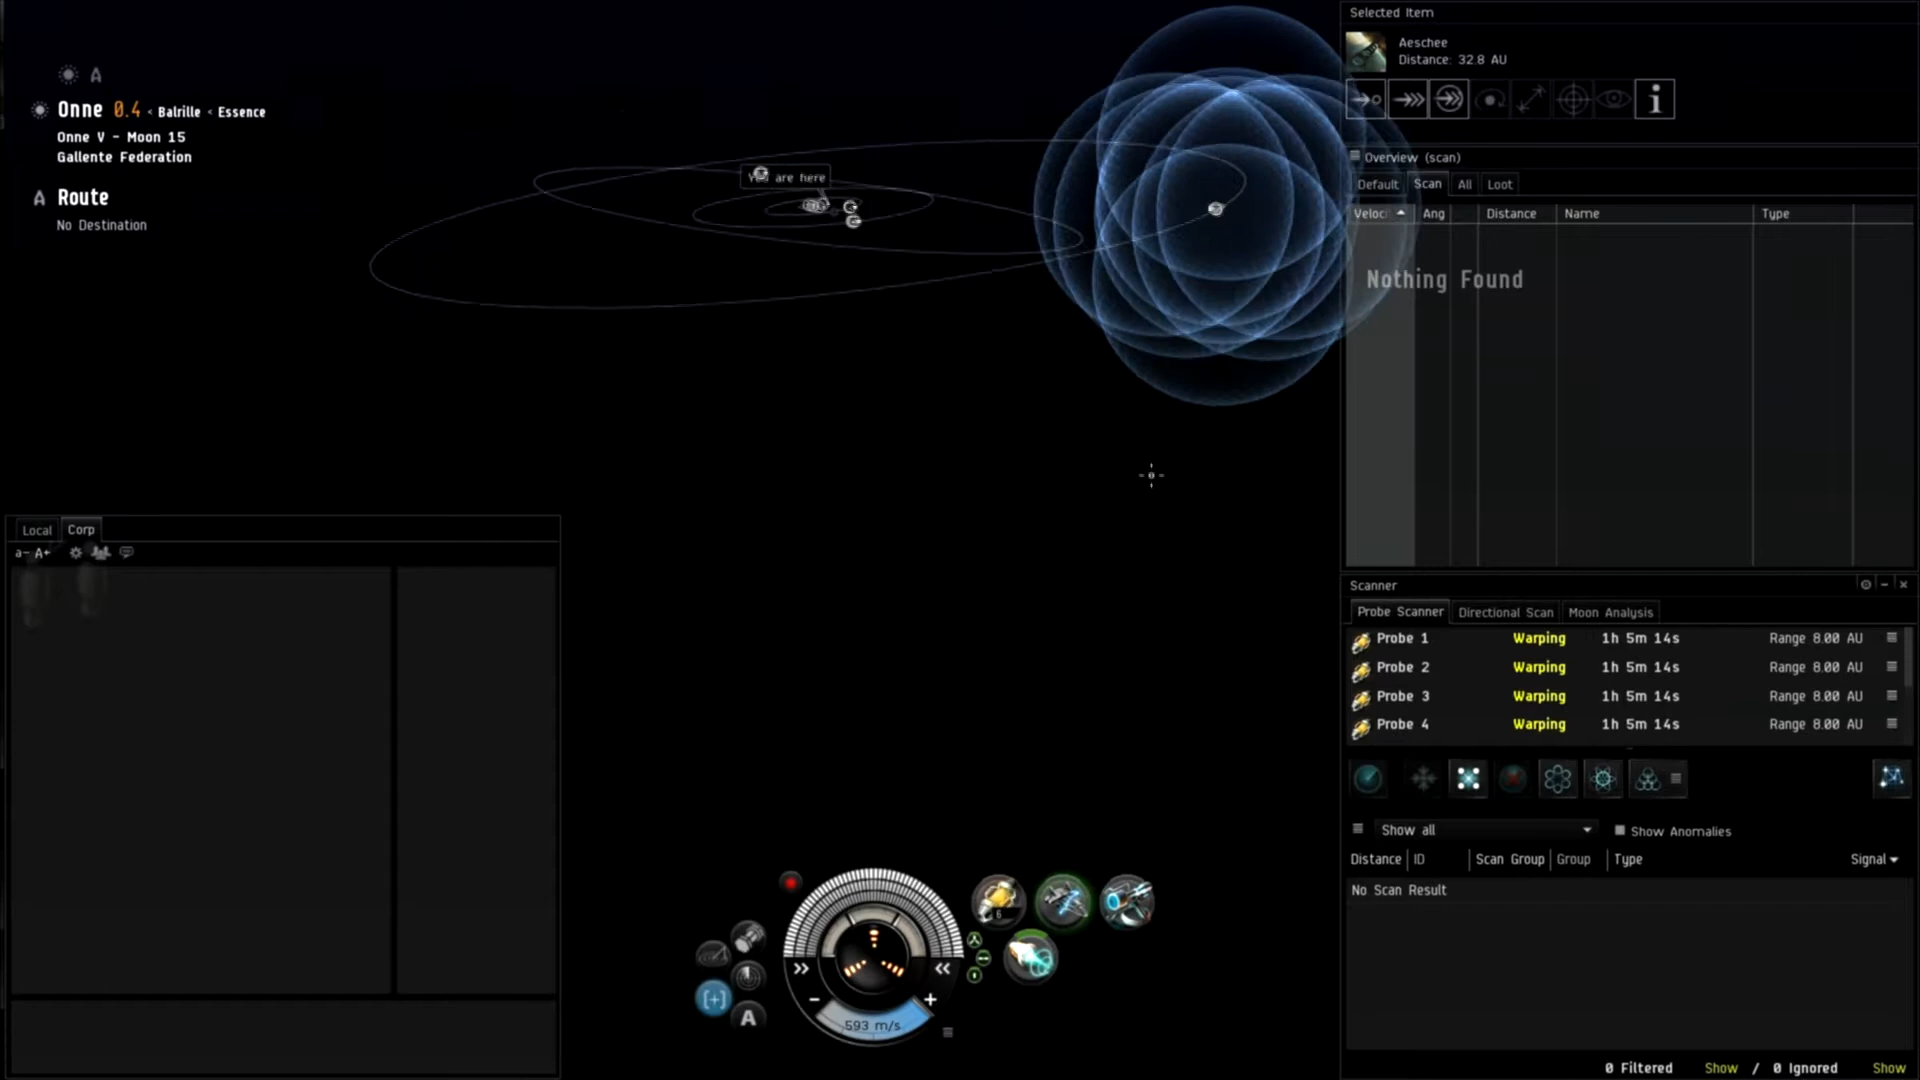 A
Onne 0.4 < Balrille < Essence
Onne V - Moon 15
Gallente Federation
A Route
No Destination
are here
Selected Item
Aeschee
Distance: 32.8 AU
i
Overview (scan)
Default Scan All Loot
Veloc Ang Distance Name Type
Nothing Found
Local Corp
a- A+
Scanner
Probe Scanner Directional Scan Moon Analysis
Probe 1 Warping 1h 5m 14s Range 8.00 AU
Probe 2 Warping 1h 5m 14s Range 8.00 AU
Probe 3 Warping 1h 5m 14s Range 8.00 AU
Probe 4 Warping 1h 5m 14s Range 8.00 AU
Show all Show Anomalies
Distance ID Scan Group Group Type Signal
No Scan Result
6
A
593 m/s
0 Filtered Show / 0 Ignored Show